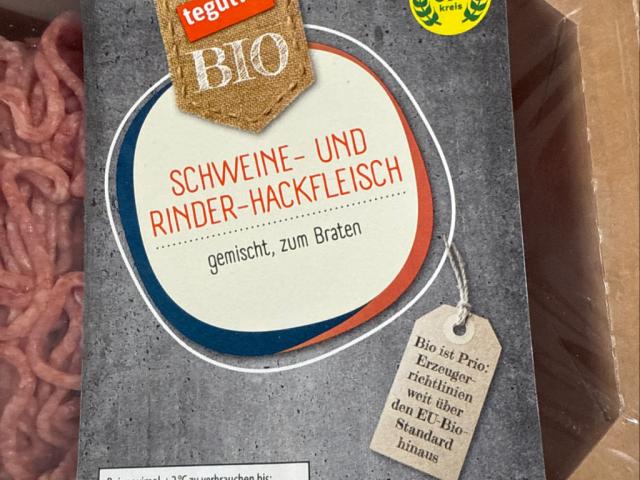 BIO
kreis
SCHWEINE- UND
RINDER-HACKFLEISCH
gemischt, zum Braten
Bio ist Prio:
Erzeuger-
richtlinien
weit über
den EU-Bio-
Standard
hinaus